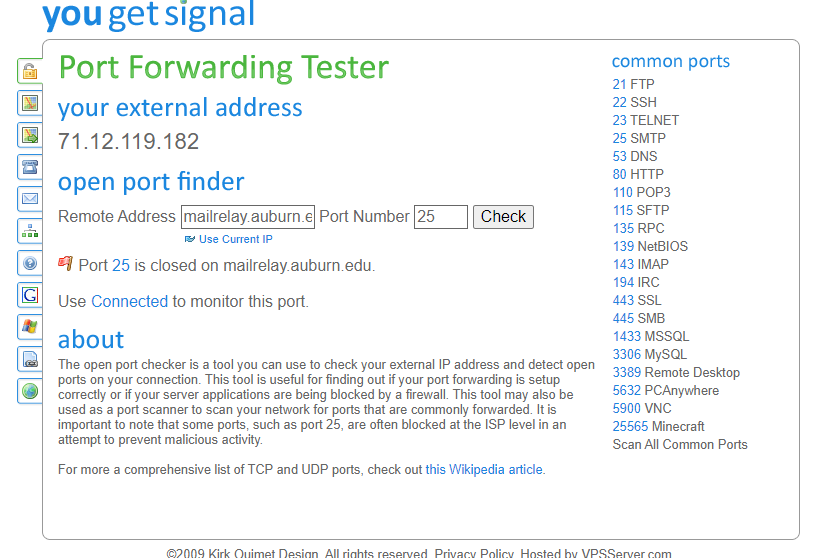 you get signal
Port Forwarding Tester
your external address
71.12.119.182
open port finder
Remote Address mailrelay.auburn.e Port Number 25 Check
Use Current IP
Port 25 is closed on mailrelay.auburn.edu.
Use Connected to monitor this port.
about
The open port checker is a tool you can use to check your external IP address and detect open
ports on your connection. This tool is useful for finding out if your port forwarding is setup
correctly or if your server applications are being blocked by a firewall. This tool may also be
used as a port scanner to scan your network for ports that are commonly forwarded. It is
important to note that some ports, such as port 25, are often blocked at the ISP level in an
attempt to prevent malicious activity.
For more a comprehensive list of TCP and UDP ports, check out this Wikipedia article.
common ports
21 FTP
22 SSH
23 TELNET
25 SMTP
53 DNS
80 HTTP
110 POP3
115 SFTP
135 RPC
139 NetBIOS
143 IMAP
194 IRC
443 SSL
445 SMB
1433 MSSQL
3306 MySQL
3389 Remote Desktop
5632 PCAnywhere
5900 VNC
25565 Minecraft
Scan All Common Ports
©2009 Kirk Ouimet Design. All rights reserved. Privacy Policy. Hosted by VPSServer.com